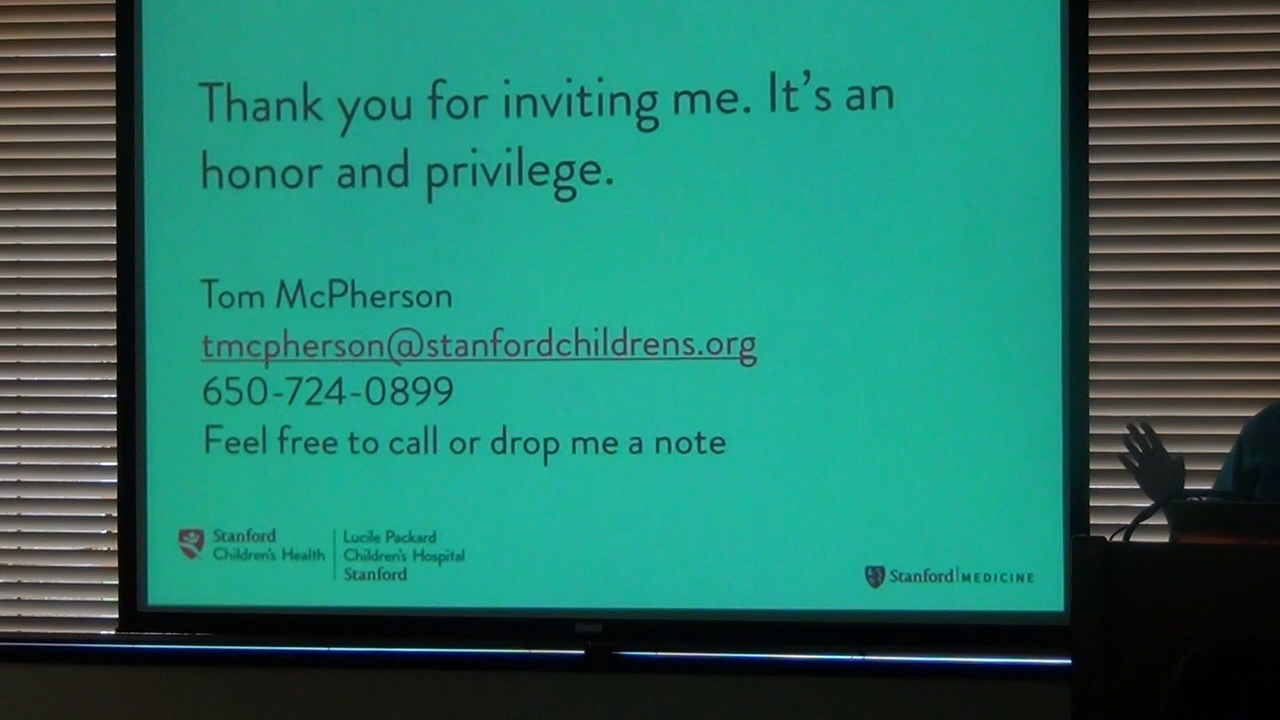 Thank you for inviting me. It's an
honor and privilege.
Tom McPherson
tmcpherson@stanfordchildrens.org
650-724-0899
Feel free to call or drop me a note
Stanford
Children's Health
Lucile Packard
Children's Hospital
Stanford
Stanford MEDICINE